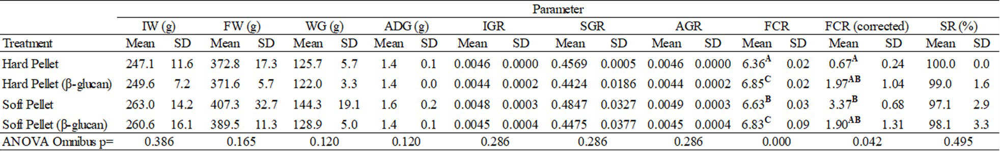 Parameter
IW (g) FW (g) WG (g) ADG (g) IGR SGR AGR FCR FCR (corrected) SR (%)
Treatment Mean SD Mean SD Mean SD Mean SD Mean SD Mean SD Mean SD Mean SD Mean SD Mean SD
Hard Pellet 247.1 11.6 372.8 17.3 125.7 5.7 1.4 0.1 0.0046 0.0000 0.4569 0.0005 0.0046 0.0000 6.36A 0.02 0.67A 0.24 100.0 0.0
Hard Pellet (β-glucan) 249.6 7.2 371.6 5.7 122.0 3.3 1.4 0.0 0.0044 0.0002 0.4424 0.0186 0.0044 0.0002 6.85C 0.02 1.97AB 1.04 99.0 1.6
Soft Pellet 263.0 14.2 407.3 32.7 144.3 19.1 1.6 0.2 0.0048 0.0003 0.4847 0.0327 0.0049 0.0003 6.63B 0.03 3.37B 0.68 97.1 2.9
Soft Pellet (β-glucan) 260.6 16.1 389.5 11.3 128.9 5.0 1.4 0.1 0.0045 0.0004 0.4475 0.0377 0.0045 0.0004 6.83C 0.09 1.90AB 1.31 98.1 3.3
ANOVA Omnibus p= 0.386 0.165 0.120 0.120 0.286 0.286 0.286 0.000 0.042 0.495